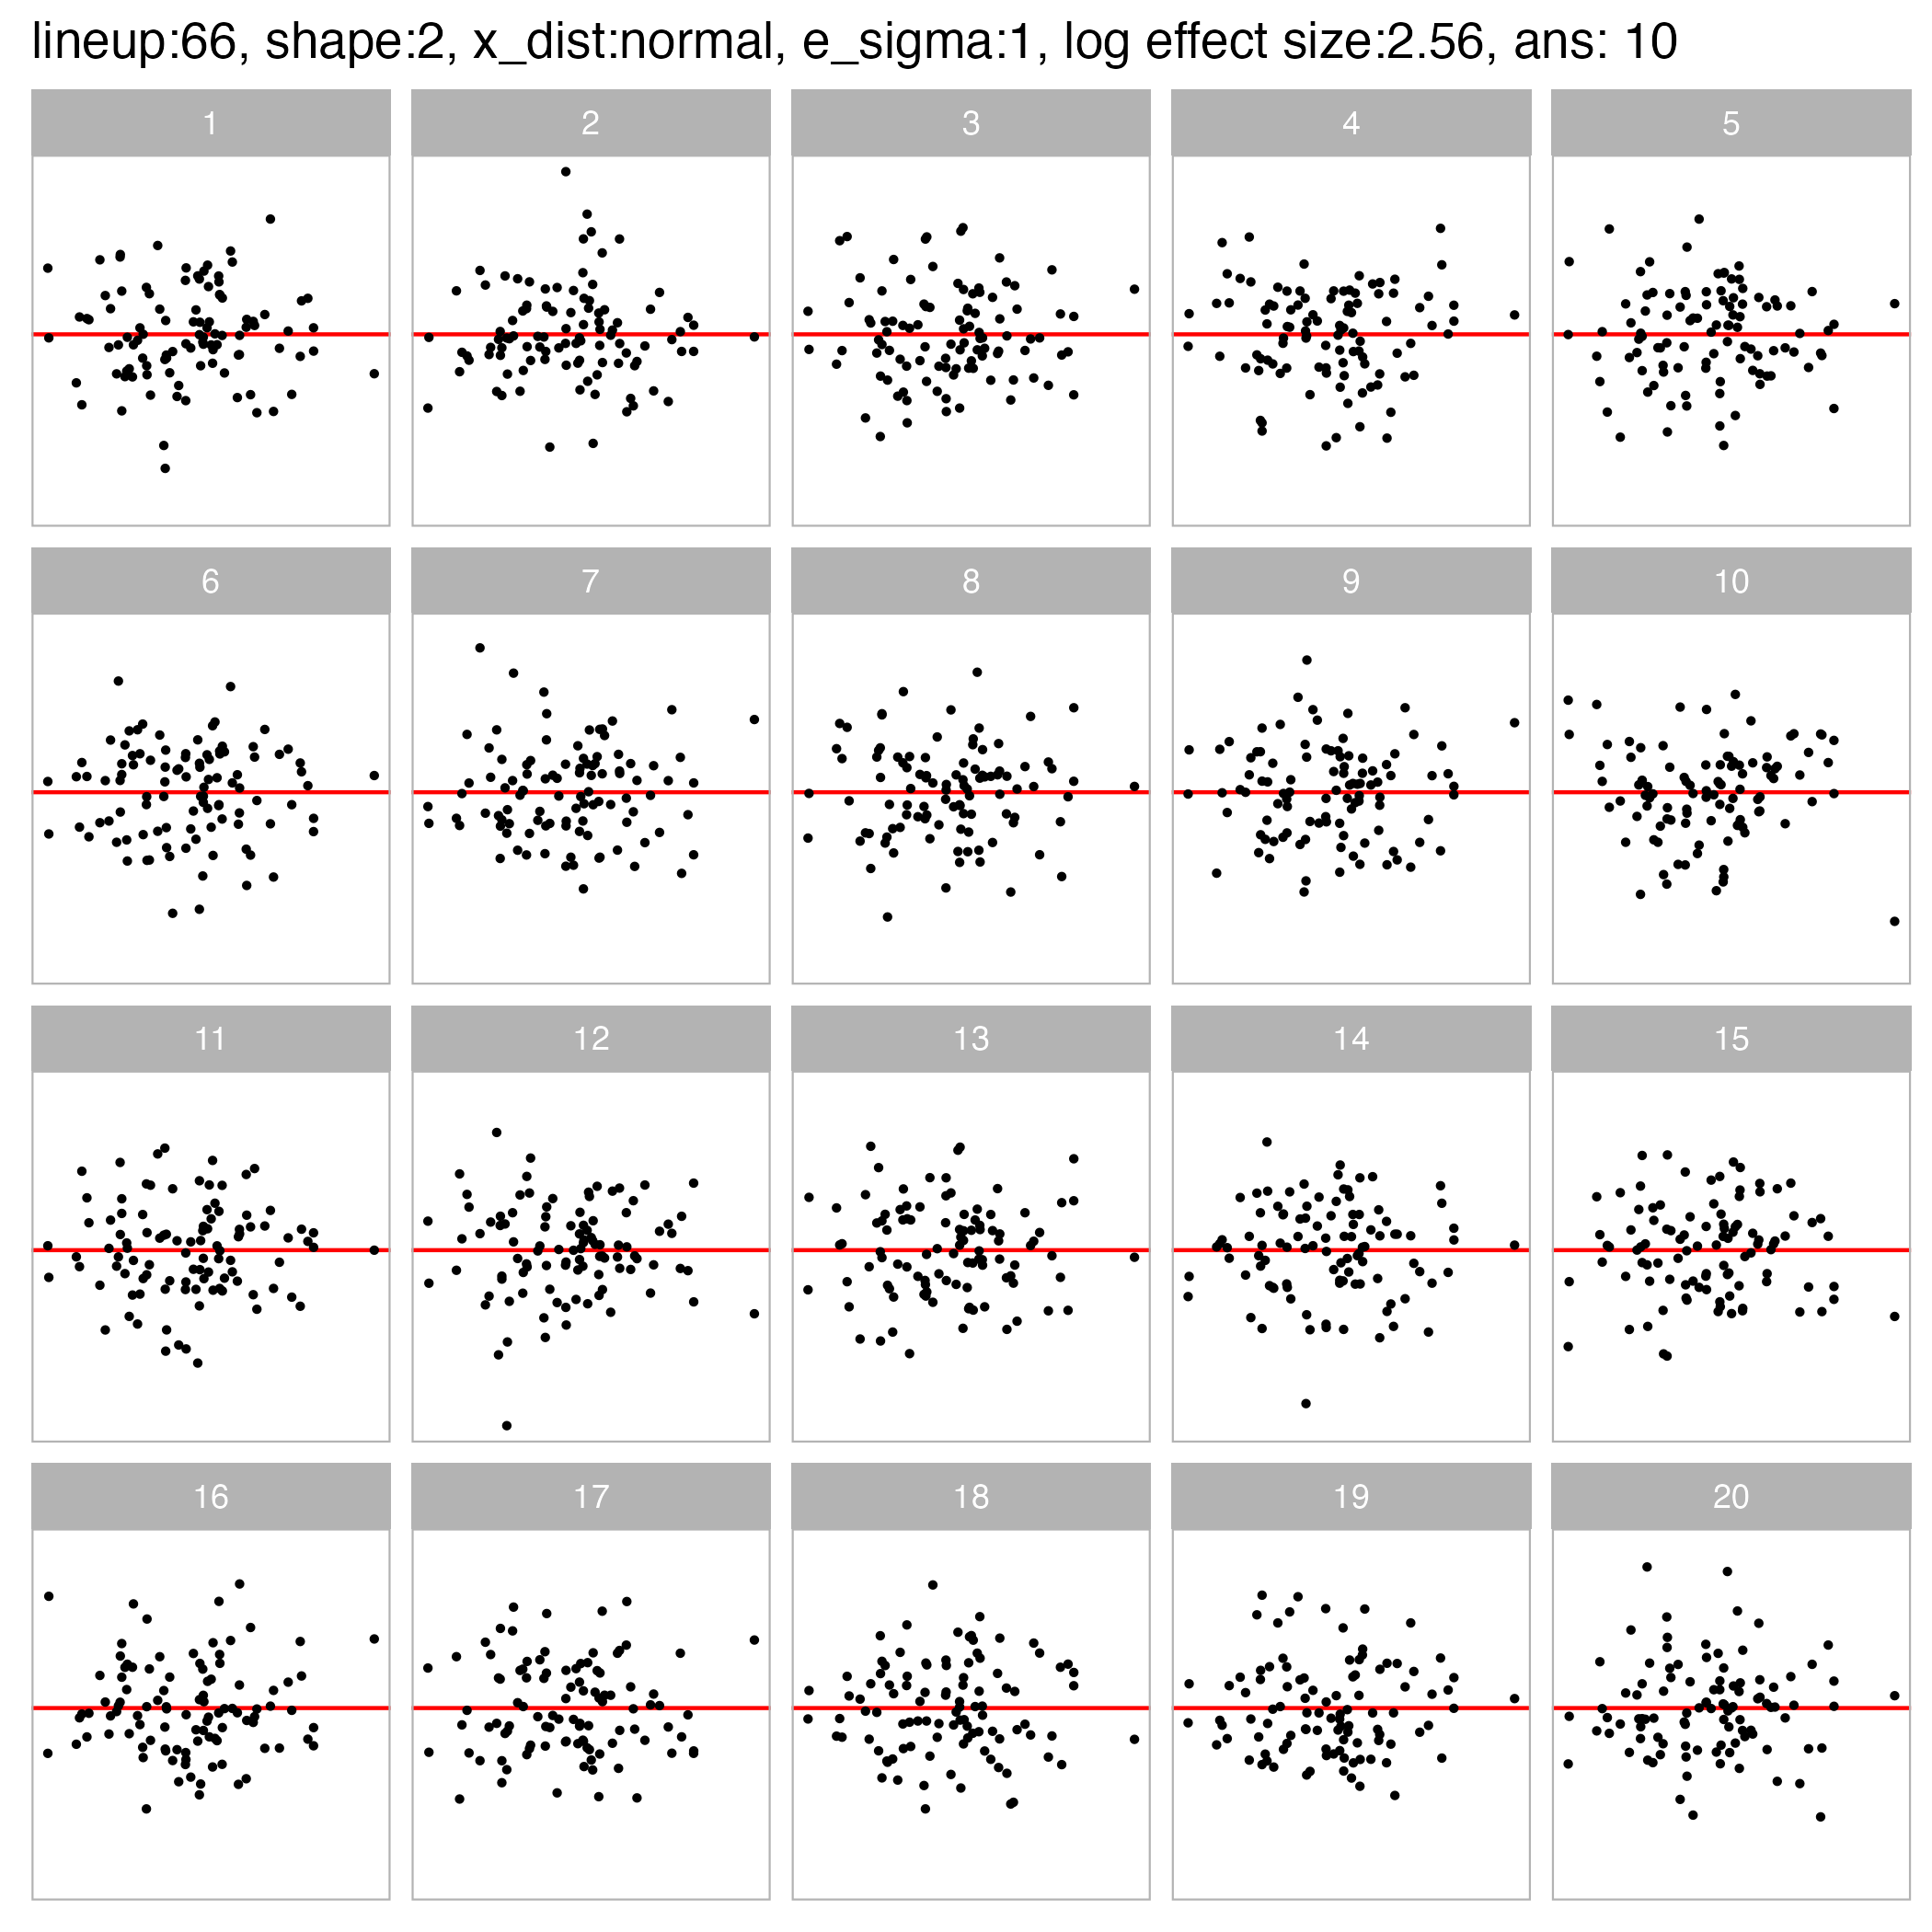 lineup:66, shape:2, x_dist:normal, e_sigma:1, log effect size:2.56, ans: 10
1 2 3 4 5
6 7 8 9 10
11 12 13 14 15
16 17 18 19 20